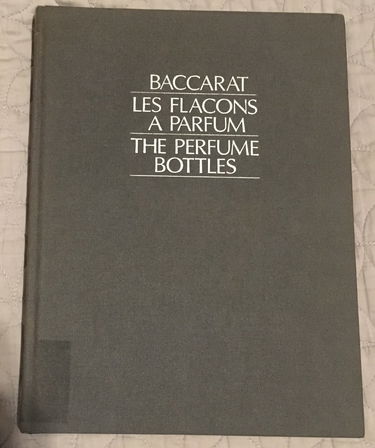 BACCARAT
LES FLACONS
A PARFUM
THE PERFUME
BOTTLES